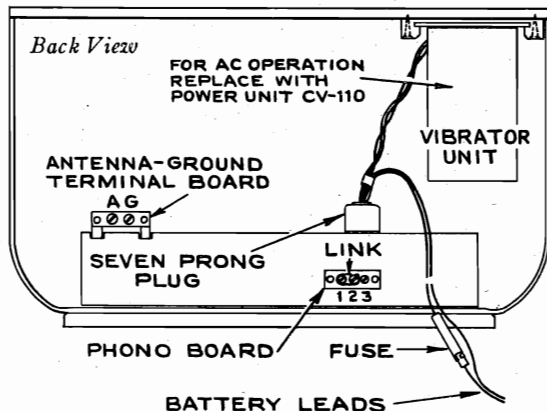 Back View
FOR AC OPERATION
REPLACE WITH
POWER UNIT CV-110
VIBRATOR
UNIT
ANTENNA-GROUND
TERMINAL BOARD
A G
SEVEN PRONG
PLUG
LINK
1 2 3
PHONO BOARD
FUSE
BATTERY LEADS